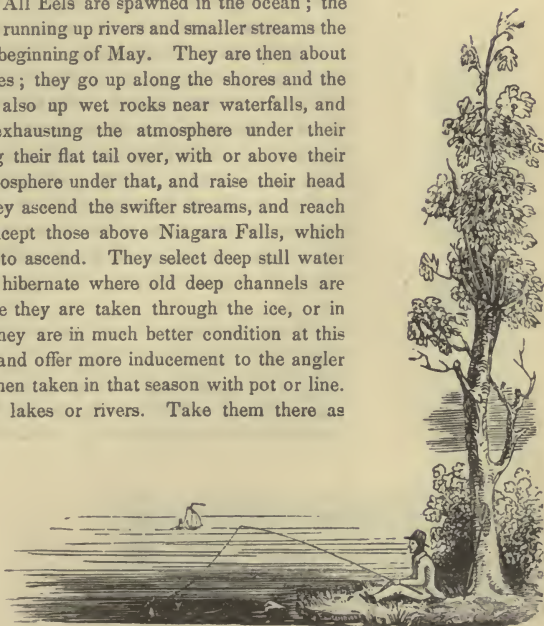 All Eels are spawned in the ocean ; the
running up rivers and smaller streams the
beginning of May. They are then about
es ; they go up along the shores and the
also up wet rocks near waterfalls, and
exhausting the atmosphere under their
g their flat tail over, with or above their
osphere under that, and raise their head
ey ascend the swifter streams, and reach
cept those above Niagara Falls, which
to ascend. They select deep still water
hibernate where old deep channels are
e they are taken through the ice, or in
hey are in much better condition at this
and offer more inducement to the angler
hen taken in that season with pot or line.
lakes or rivers. Take them there as